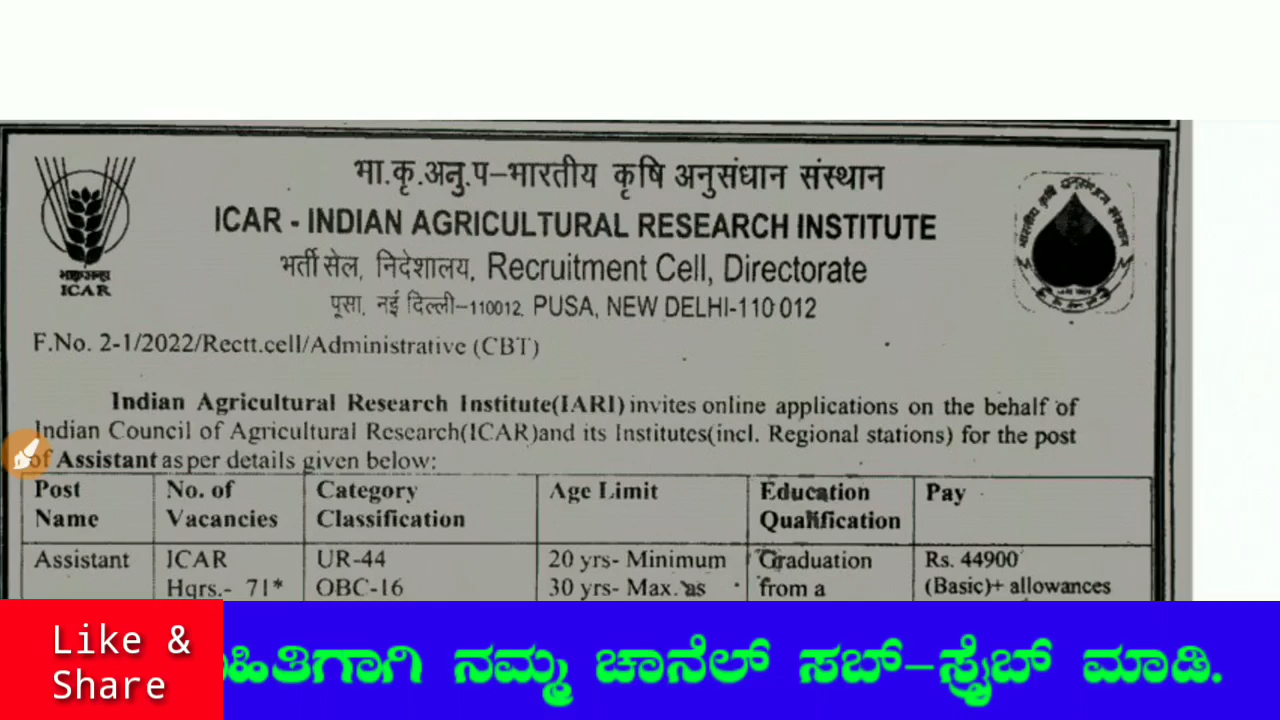 भा.कृ.अनु.प–भारतीय कृषि अनुसंधान संस्थान
ICAR - INDIAN AGRICULTURAL RESEARCH INSTITUTE
भर्ती सेल, निदेशालय, Recruitment Cell, Directorate
पूसा, नई दिल्ली–110012, PUSA, NEW DELHI-110 012
ICAR
F.No. 2-1/2022/Rectt.cell/Administrative (CBT)
Indian Agricultural Research Institute(IARI) invites online applications on the behalf of
Indian Council of Agricultural Research(ICAR)and its Institutes(incl. Regional stations) for the post
of Assistant as per details given below:
Post Name No. of Vacancies Category Classification Age Limit Education Qualification Pay
Assistant ICAR UR-44 20 yrs- Minimum Graduation Rs. 44900
Hqrs.- 71* OBC-16 30 yrs- Max. as from a (Basic)+ allowances
Like &
Share
ನಮ್ಮ ಚಾನೆಲ್ ಸಬ್-ಸ್ಕ್ರೈಬ್ ಮಾಡಿ.